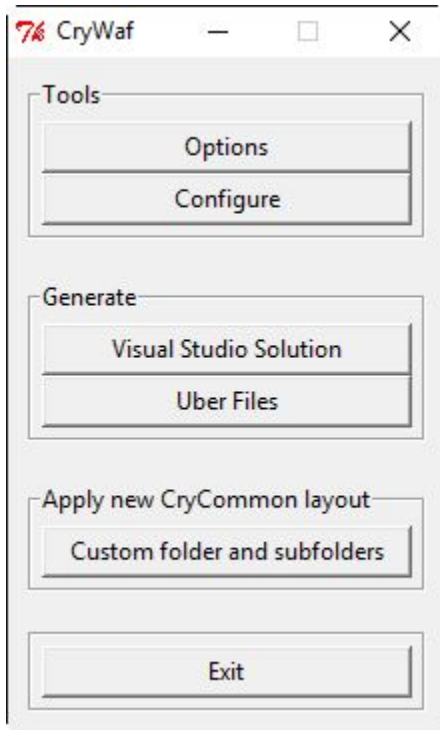 CryWaf
Tools
Options
Configure
Generate
Visual Studio Solution
Uber Files
Apply new CryCommon layout
Custom folder and subfolders
Exit